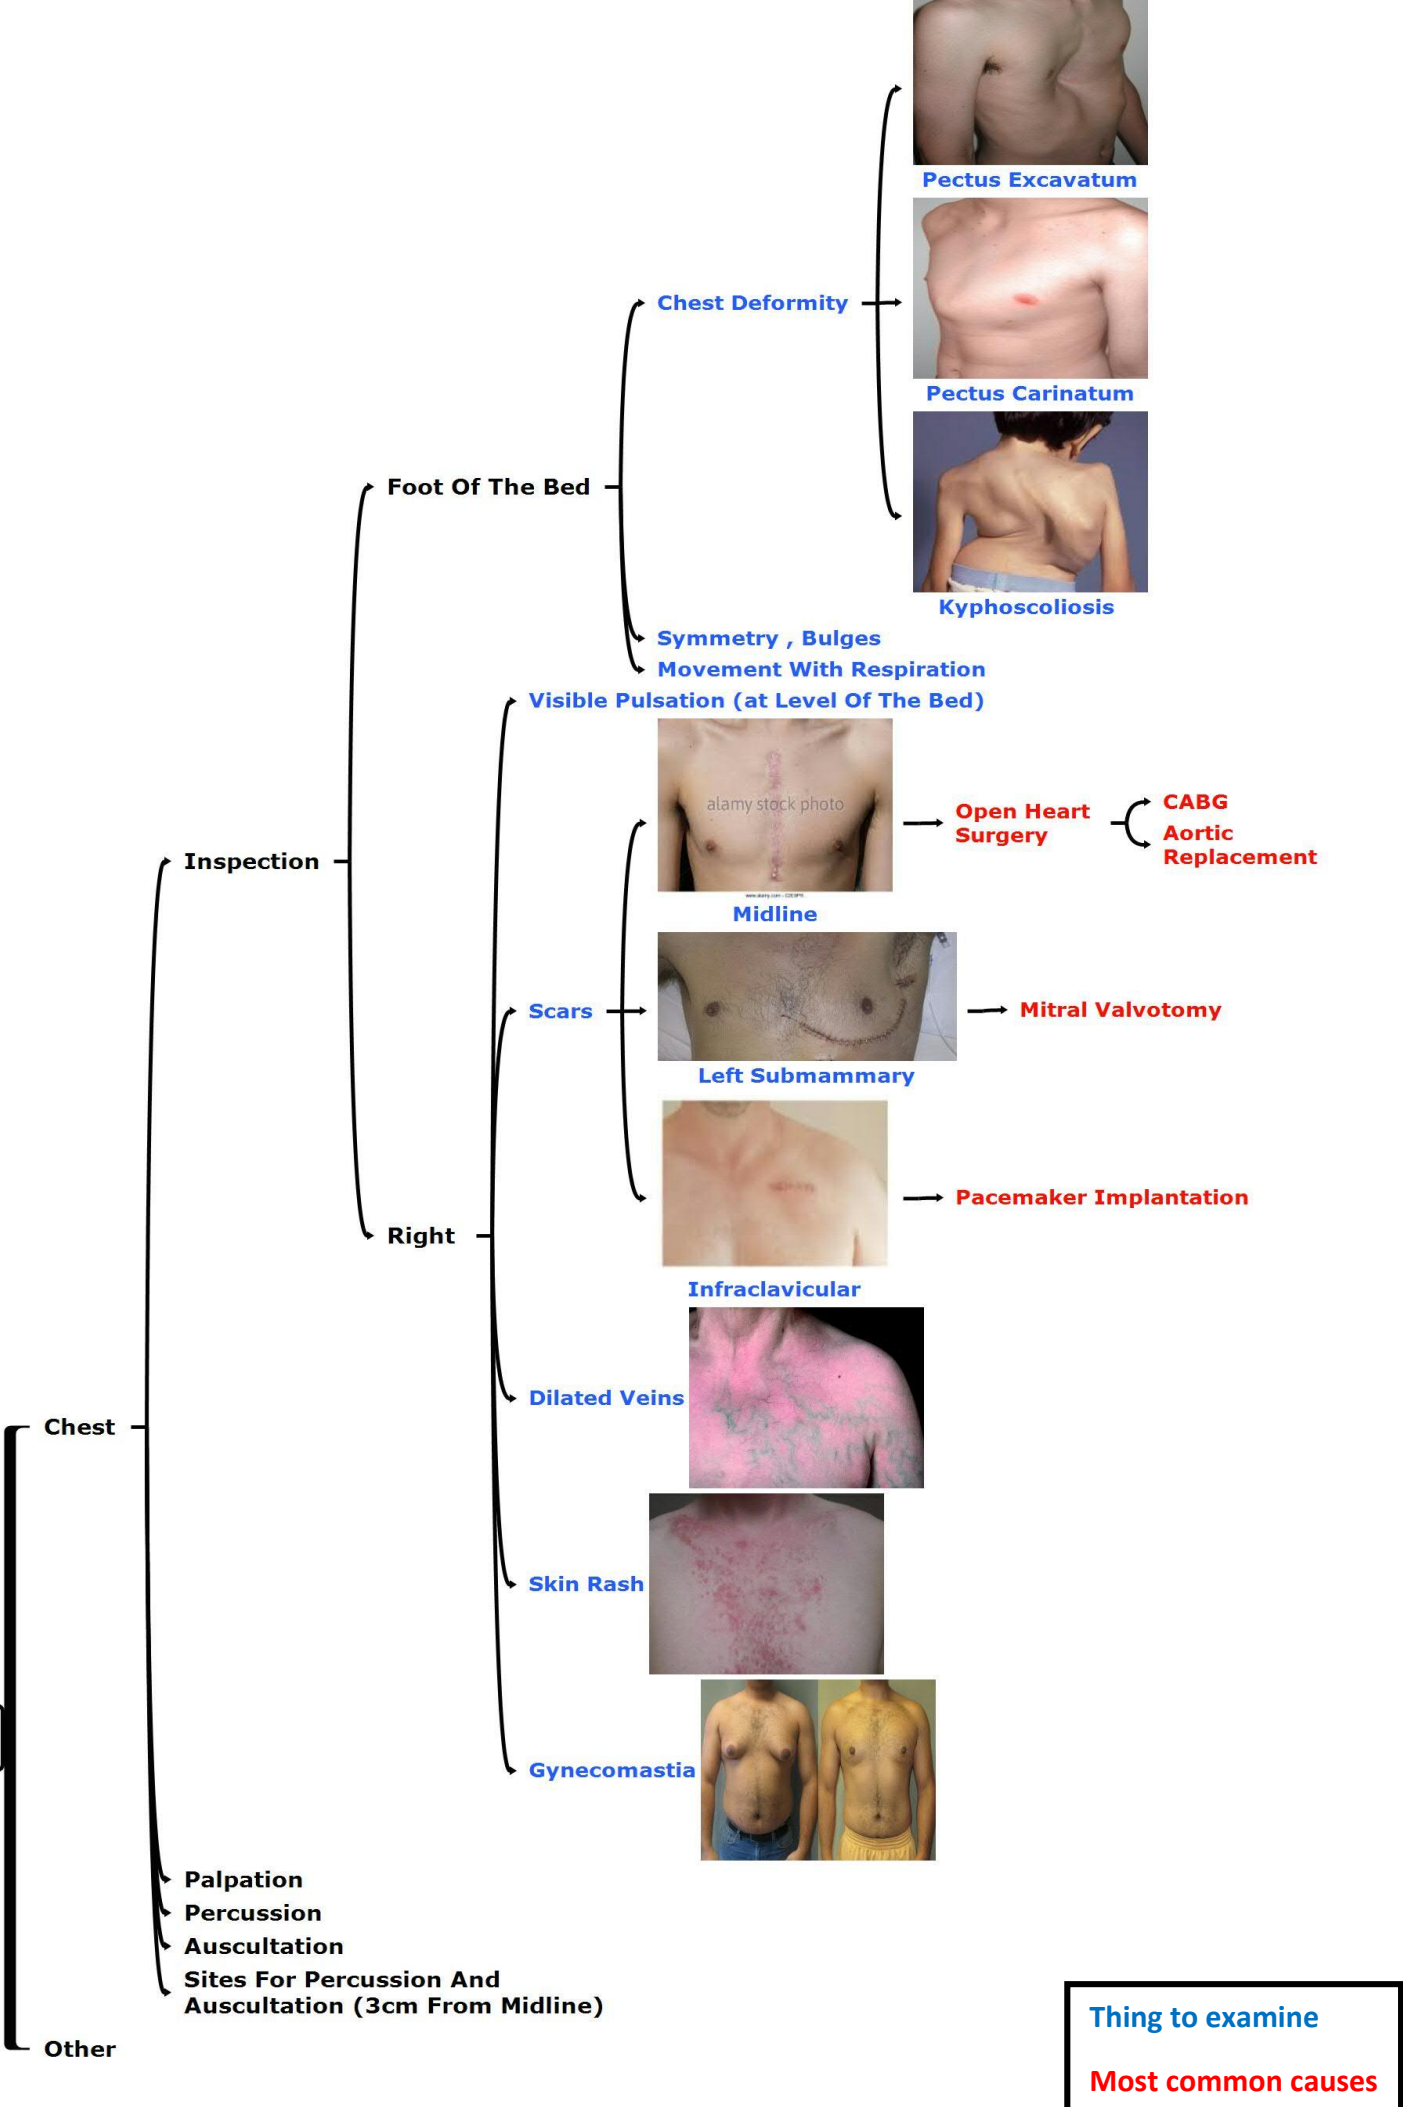 Pectus Excavatum
Chest Deformity
Pectus Carinatum
Foot Of The Bed
Kyphoscoliosis
Symmetry , Bulges
Movement With Respiration
Visible Pulsation (at Level Of The Bed)
alamy stock photo
Open Heart
Surgery
CABG
Aortic
Replacement
Inspection
Midline
Scars
Mitral Valvotomy
Left Submammary
Pacemaker Implantation
Right
Infraclavicular
Dilated Veins
Chest
Skin Rash
Gynecomastia
Palpation
Percussion
Auscultation
Sites For Percussion And
Auscultation (3cm From Midline)
Other
Thing to examine
Most common causes